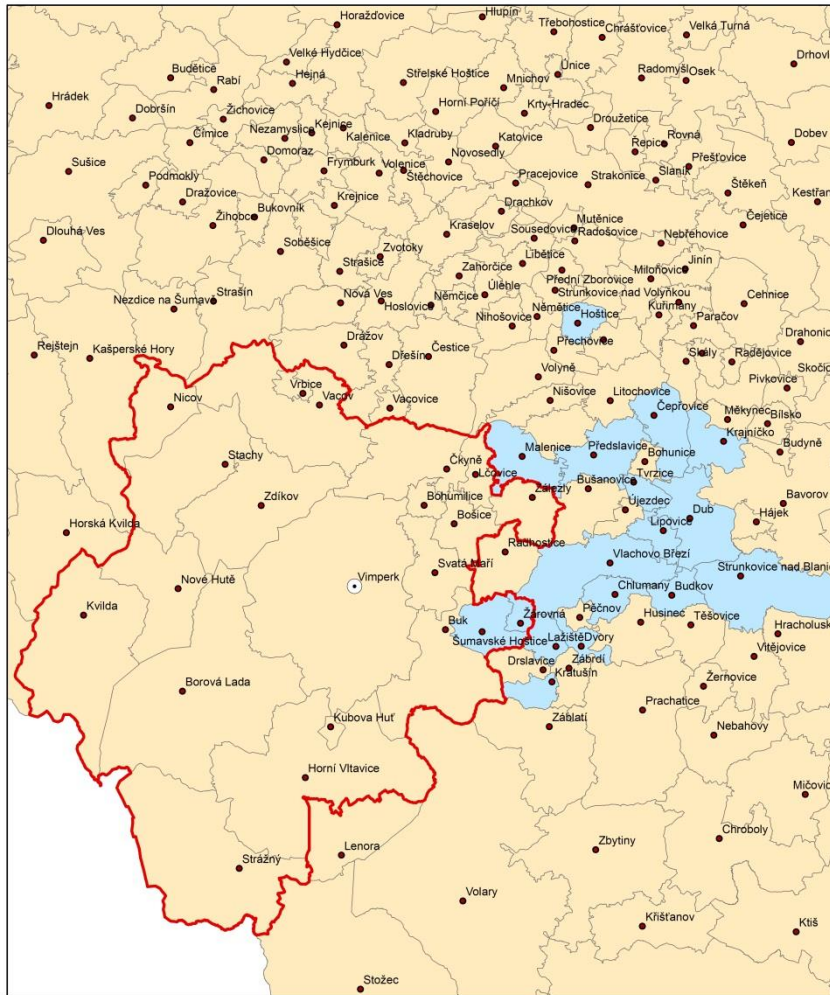 Horažďovice
Hlupín
Třebohostice
Chrášťovice
Velká Turná
Velké Hydčice
Únice
Drhovl
Budětice
Hejná
Střelské Hoštice
Mnichov
Radomyšl
Osek
Rabí
Hrádek
Dobršín
Žichovice
Horní Poříčí
Krty-Hradec
Droužetice
Nezamyslice
Kejnice
Kalenice
Čímice
Kladruby
Katovice
Řepice
Rovná
Dobev
Sušice
Domoraz
Frymburk
Volenice
Štěchovice
Novosedly
Přešťovice
Podmokly
Pracejovice
Strakonice
Slaník
Štěkeň
Kestřan
Dražovice
Krejnice
Drachkov
Žihobce
Bukovník
Mutěnice
Čejetice
Dlouhá Ves
Kraselov
Sousedovice
Radošovice
Nebřehovice
Soběšice
Zvotoky
Strašice
Zahorčice
Libětice
Přední Zborovice
Miloňovice
Jinín
Nezdice na Šumavě
Strašín
Nová Ves
Hoslovice
Němčice
Úlehle
Strunkovice nad Volyňkou
Cehnice
Nihošovice
Němětice
Hoštice
Kuřimany
Paračov
Rejštejn
Kašperské Hory
Drážov
Dřešín
Čestice
Přechovice
Drahonic
Skály
Radějovice
Skočic
Volyně
Pivkovice
Vrbice
Nicov
Vacov
Vacovice
Nišovice
Litochovice
Čepřovice
Měkynec
Bílsko
Krajníčko
Budyně
Stachy
Čkyně
Lčovice
Malenice
Předslavice
Bohunice
Zdíkov
Bohumilice
Zálezly
Bušanovice
Tvrzice
Bavorov
Horská Kvilda
Bošice
Újezdec
Lipovice
Dub
Hájek
Radhostice
Svatá Maří
Vlachovo Březí
Strunkovice nad Blanic
Nové Hutě
Vimperk
Chlumany
Budkov
Kvilda
Buk
Žárovná
Pěčnov
Husinec
Těšovice
Hracholusk
Šumavské Hoštice
Lažiště
Dvory
Vitějovice
Drslavice
Zábrdí
Kratušín
Žernovice
Borová Lada
Prachatice
Kubova Huť
Záblatí
Nebahovy
Horní Vltavice
Mičovic
Lenora
Zbytiny
Chroboly
Strážný
Volary
Křišťanov
Ktiš
Stožec